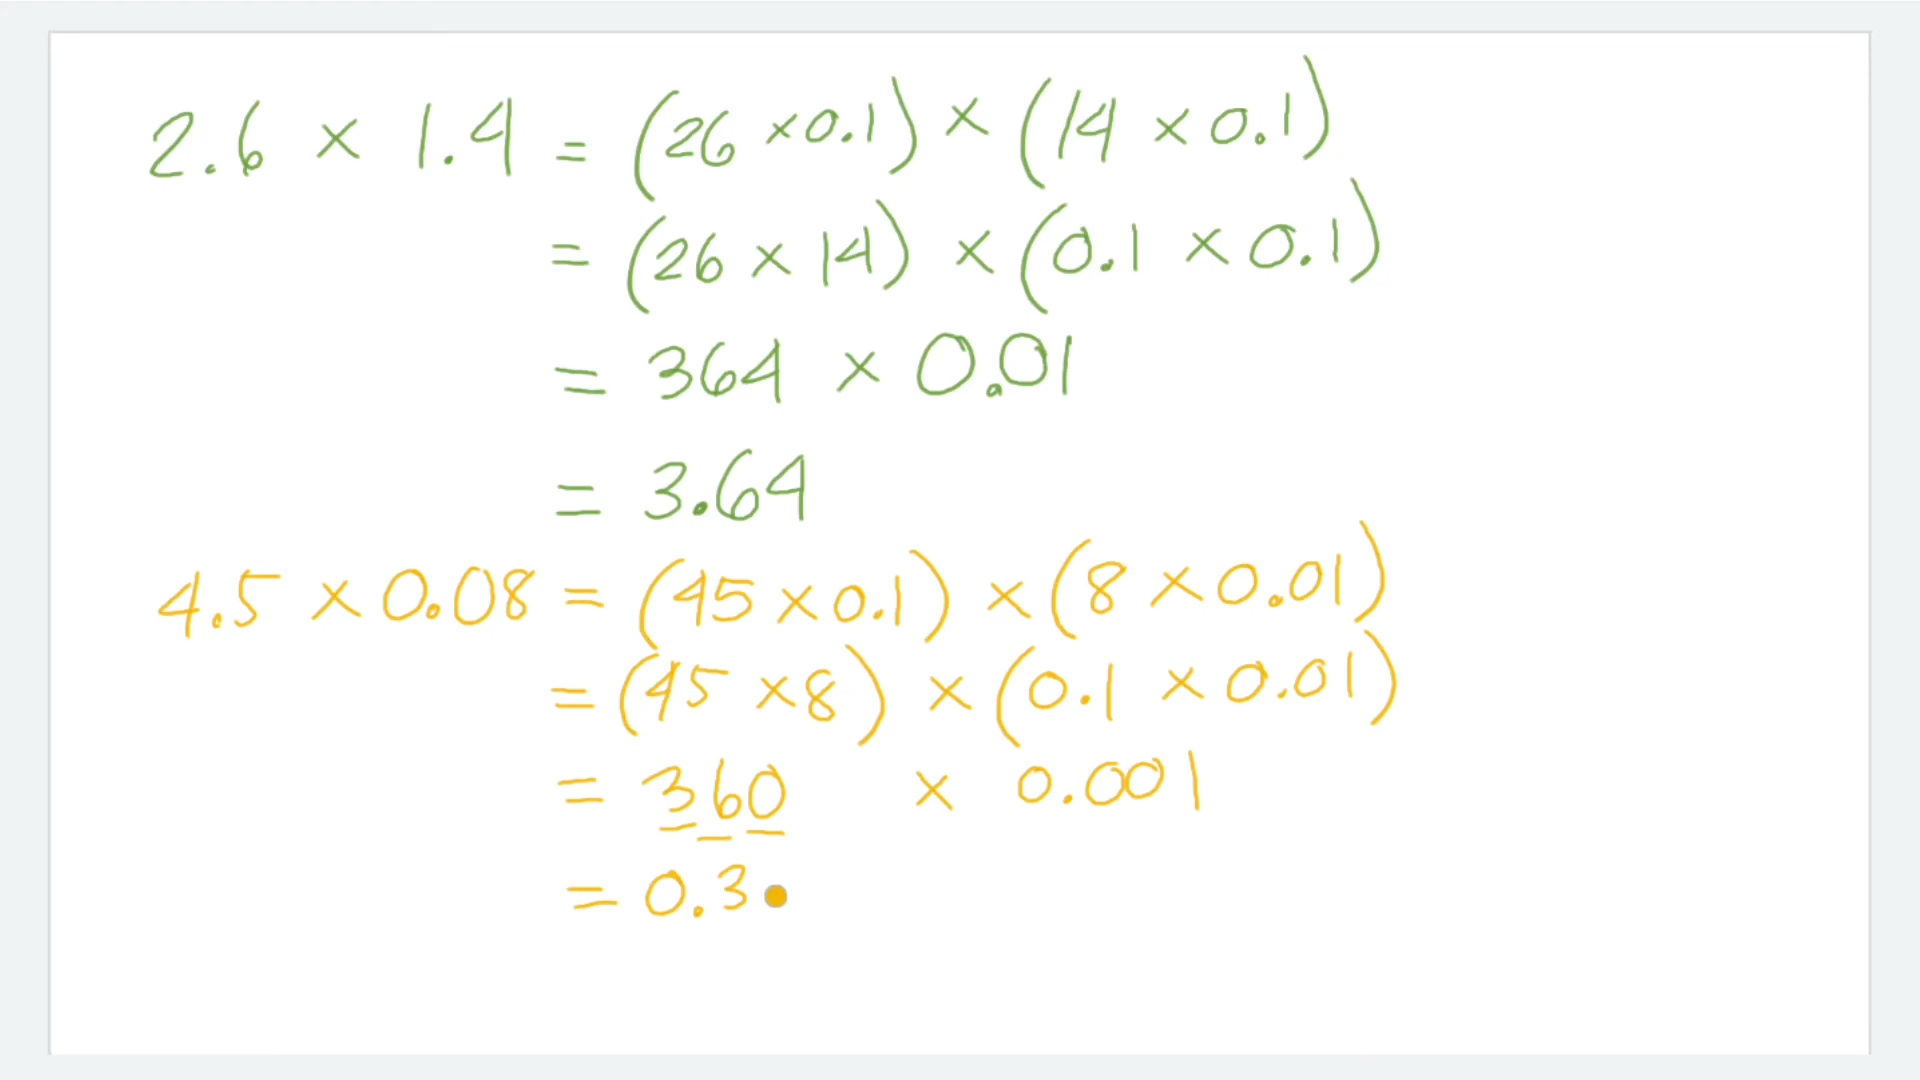 2.6 × 1.4 = (26 × 0.1) × (14 × 0.1)
= (26 × 14) × (0.1 × 0.1)
= 364 × 0.01
= 3.64
4.5 × 0.08 = (45 × 0.1) × (8 × 0.01)
= (45 × 8) × (0.1 × 0.01)
= 360 × 0.001
= 0.3